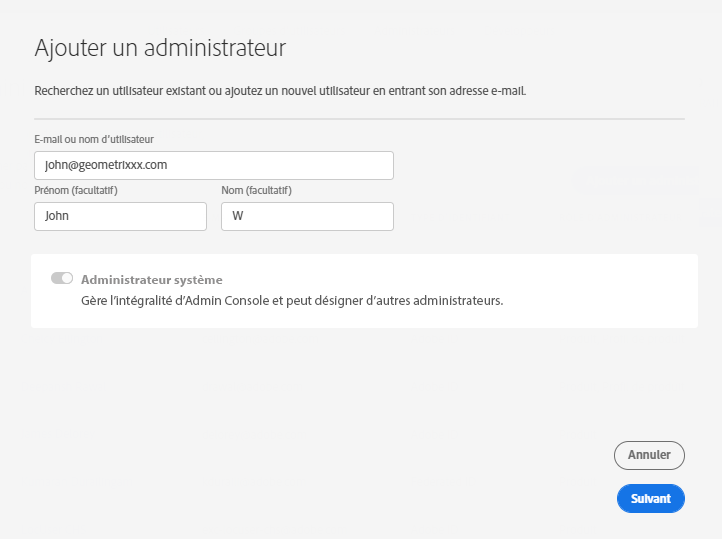 Ajouter un administrateur
Recherchez un utilisateur existant ou ajoutez un nouvel utilisateur en entrant son adresse e-mail.
E-mail ou nom d'utilisateur
john@geometrixxx.com
Prénom (facultatif) Nom (facultatif)
John W
Administrateur système
Gère l'intégralité d'Admin Console et peut désigner d'autres administrateurs.
Annuler
Suivant